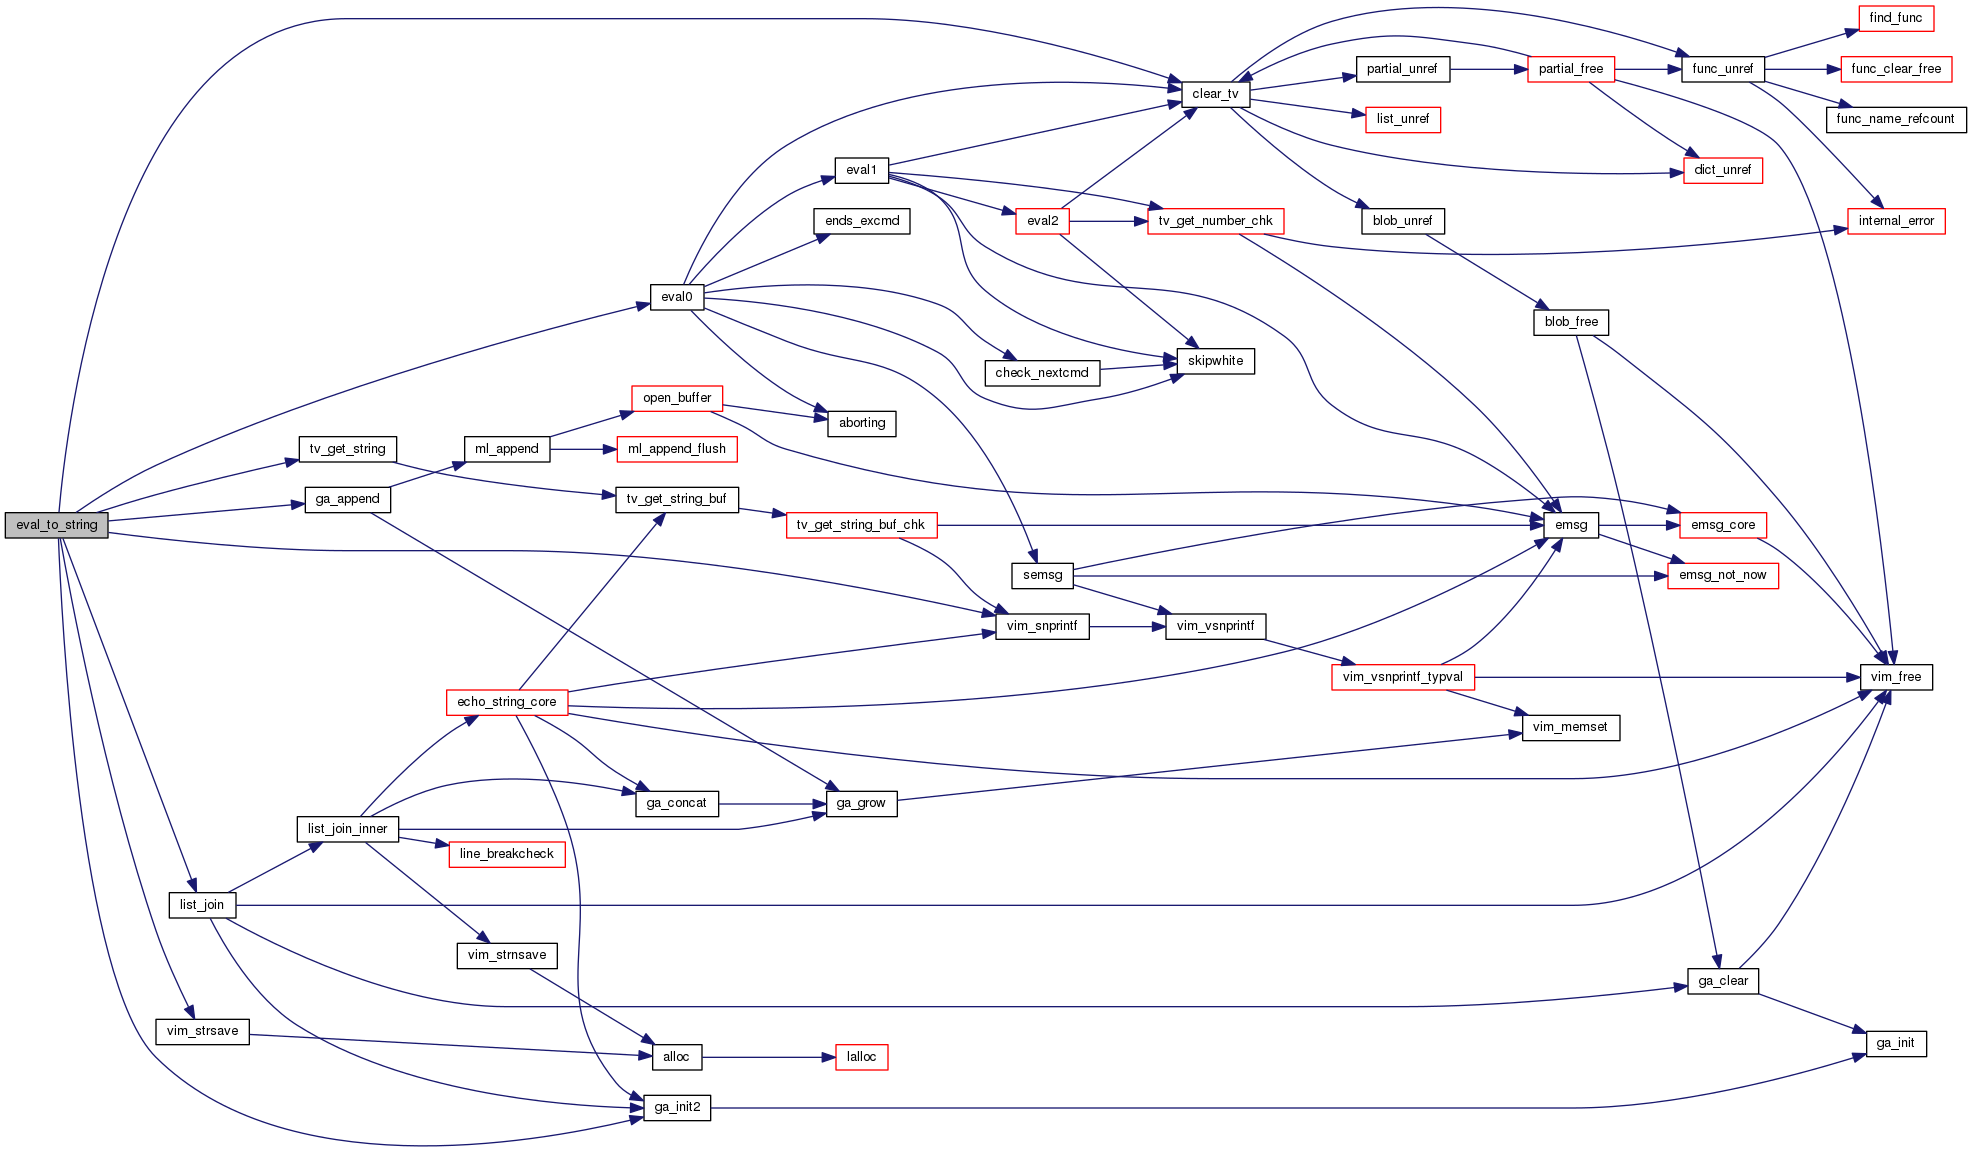 find_func
partial_unref
partial_free
func_unref
func_clear_free
clear_tv
list_unref
func_name_refcount
eval1
dict_unref
ends_excmd
eval2
tv_get_number_chk
blob_unref
internal_error
eval0
blob_free
check_nextcmd
skipwhite
open_buffer
aborting
tv_get_string
ml_append
ml_append_flush
ga_append
tv_get_string_buf
eval_to_string
tv_get_string_buf_chk
emsg
emsg_core
semsg
emsg_not_now
vim_snprintf
vim_vsnprintf
echo_string_core
vim_vsnprintf_typval
vim_free
vim_memset
ga_concat
ga_grow
list_join_inner
line_breakcheck
list_join
vim_strnsave
ga_clear
vim_strsave
alloc
lalloc
ga_init
ga_init2